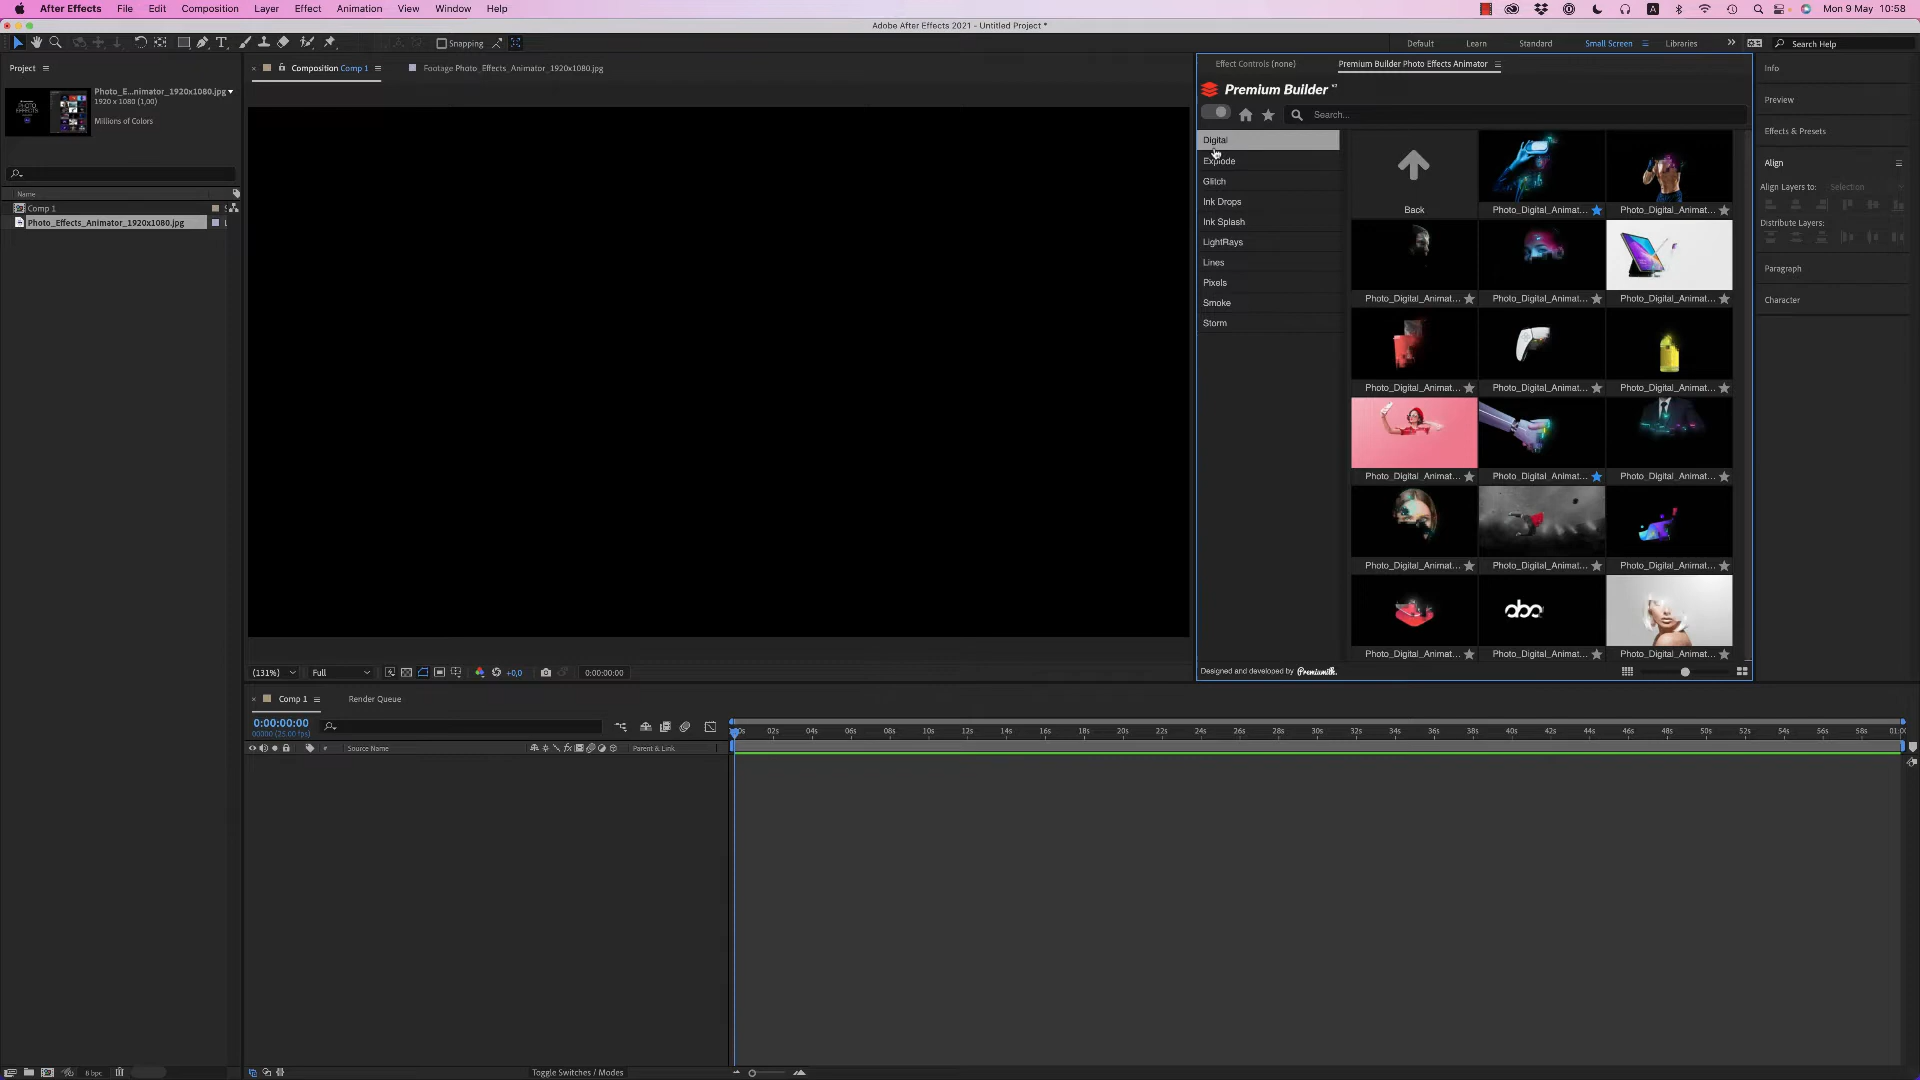 After Effects File Edit Composition Layer Effect Animation View Window Help Mon 9 May 10:58
Adobe After Effects 2021 - Untitled Project *
Snapping Default Learn Standard Small Screen Libraries Search Help
Project
Photo_E...nimator_1920x1080.jpg
1920 x 1080 (1,00)
Millions of Colors
Name
Comp 1
Photo_Effects_Animator_1920x1080.jpg
8 bpc
Composition Comp 1 Footage Photo_Effects_Animator_1920x1080.jpg
(131%) Full +0,0 0:00:00:00
Effect Controls (none) Premium Builder Photo Effects Animator
Premium Builder
Search...
Digital
Explode
Glitch
Ink Drops
Ink Splash
LightRays
Lines
Pixels
Smoke
Storm
Back Photo_Digital_Animat... Photo_Digital_Animat...
Photo_Digital_Animat... Photo_Digital_Animat... Photo_Digital_Animat...
Photo_Digital_Animat... Photo_Digital_Animat... Photo_Digital_Animat...
Photo_Digital_Animat... Photo_Digital_Animat... Photo_Digital_Animat...
Photo_Digital_Animat... Photo_Digital_Animat... Photo_Digital_Animat...
abc
Photo_Digital_Animat... Photo_Digital_Animat... Photo_Digital_Animat...
Designed and developed by Premiumilk.
Info
Preview
Effects & Presets
Align
Align Layers to: Selection
Distribute Layers:
Paragraph
Character
Comp 1 Render Queue
0:00:00:00
00000 (25.00 fps)
# Source Name Parent & Link
02s 04s 06s 08s 10s 12s 14s 16s 18s 20s 22s 24s 26s 28s 30s 32s 34s 36s 38s 40s 42s 44s 46s 48s 50s 52s 54s 56s 58s
Toggle Switches / Modes